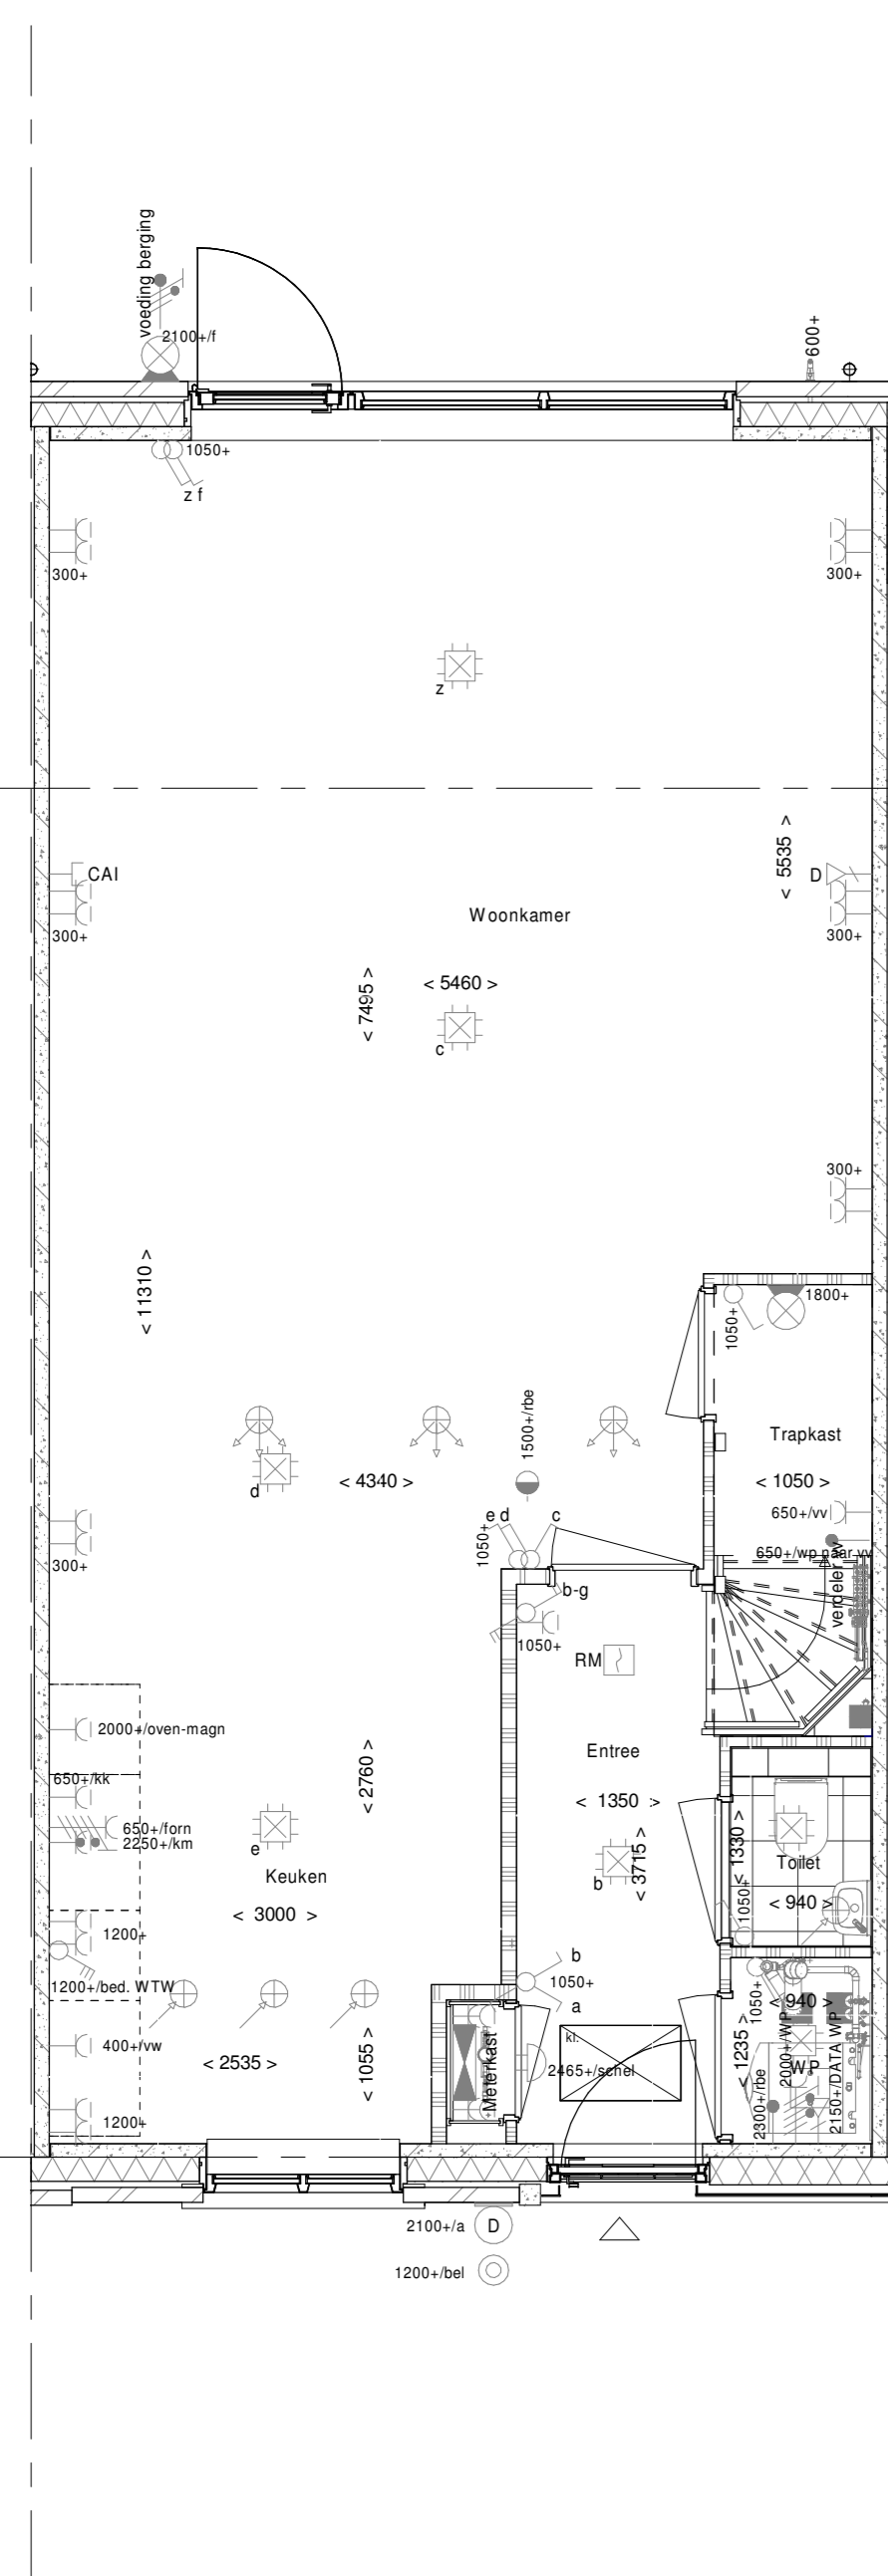 voeding berging
2100+/f
600+
1050+
z f
300+
300+
z
CAI
300+
< 5535 >
D
300+
Woonkamer
< 7495 >
< 5460 >
c
300+
< 11310 >
1050+
1800+
1500+/rbe
Trapkast
d
< 4340 >
< 1050 >
650+/vv
300+
1050+
e d
c
650+/wp naar vv
b-g
1050+
RM
2000+/oven-magn
650+/kk
650+/forn
2250+/km
e
Keuken
< 3000 >
< 2760 >
Entree
< 1350 >
< 3715 >
b
< 1330 >
Toilet
1050+
< 940 >
1200+
1200+/bed. WTW
b
1050+
a
1050+
< 940 >
400+/vw
< 2535 >
< 1055 >
Meterkast
kl.
2465+/schel
< 1235 >
WP
2000+/WP
2300+/rbe
2150+/DATA WP
1200+
2100+/a
D
1200+/bel